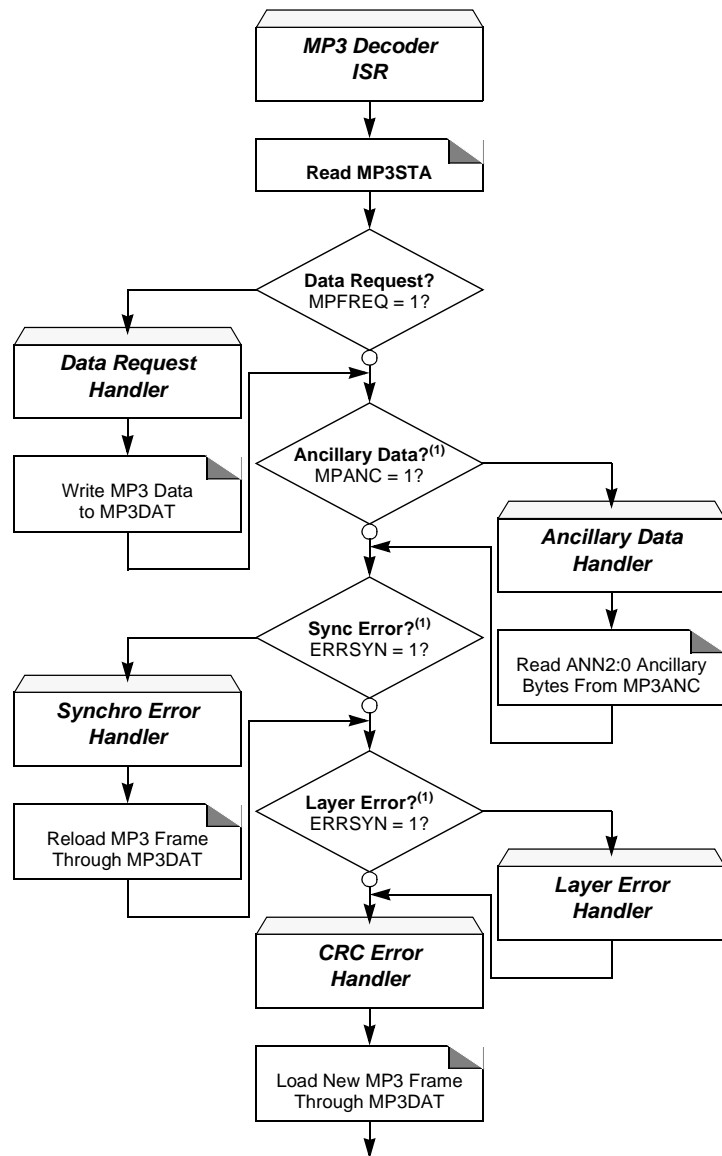 MP3 Decoder
ISR
Read MP3STA
Data Request?
MPFREQ = 1?
Data Request
Handler
Write MP3 Data
to MP3DAT
Ancillary Data?(1)
MPANC = 1?
Ancillary Data
Handler
Read ANN2:0 Ancillary
Bytes From MP3ANC
Sync Error?(1)
ERRSYN = 1?
Synchro Error
Handler
Reload MP3 Frame
Through MP3DAT
Layer Error?(1)
ERRSYN = 1?
Layer Error
Handler
CRC Error
Handler
Load New MP3 Frame
Through MP3DAT